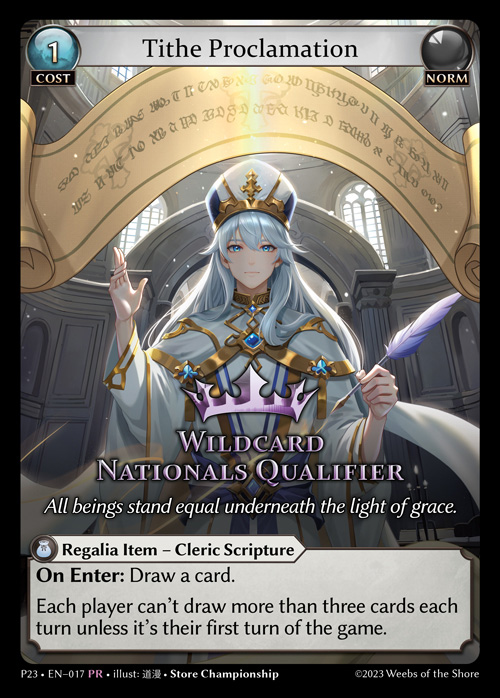 1
Tithe Proclamation
COST
NORM
WILDCARD
NATIONALS QUALIFIER
All beings stand equal underneath the light of grace.
Regalia Item – Cleric Scripture
On Enter: Draw a card.
Each player can't draw more than three cards each
turn unless it's their first turn of the game.
P23 • EN–017 PR • illust: 道漫 • Store Championship
©2023 Weebs of the Shore